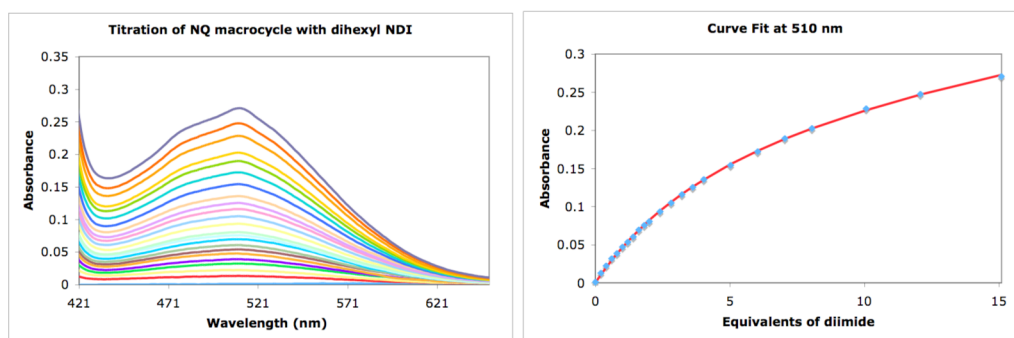 Titration of NQ macrocycle with dihexyl NDI
0.35
0.3
0.25
0.2
0.15
0.1
0.05
0
421 471 521 571 621
Absorbance
Wavelength (nm)
Curve Fit at 510 nm
0.3
0.25
0.2
0.15
0.1
0.05
0
0 5 10 15
Absorbance
Equivalents of diimide